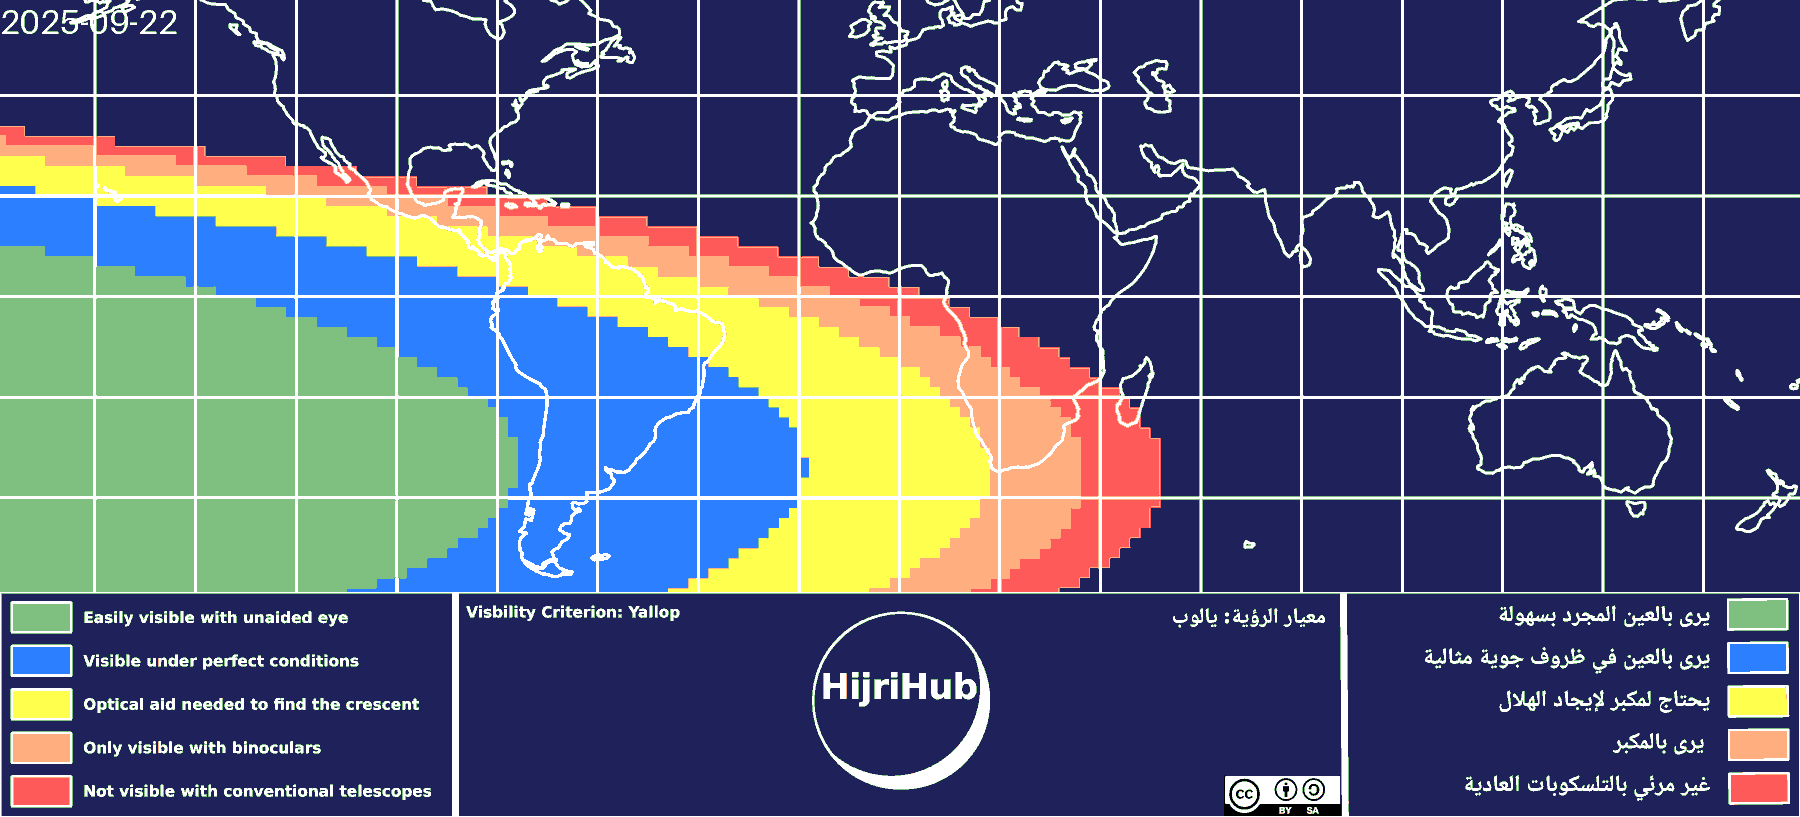 2025-09-22
Easily visible with unaided eye
Visible under perfect conditions
Optical aid needed to find the crescent
Only visible with binoculars
Not visible with conventional telescopes
Visbility Criterion: Yallop
معيار الرؤية: يالوب
HijriHub
cc
BY SA
يرى بالعين المجرد بسهولة
يرى بالعين في ظروف جوية مثالية
يحتاج لمكبر لإيجاد الهلال
يرى بالمكبر
غير مرئي بالتلسكوبات العادية